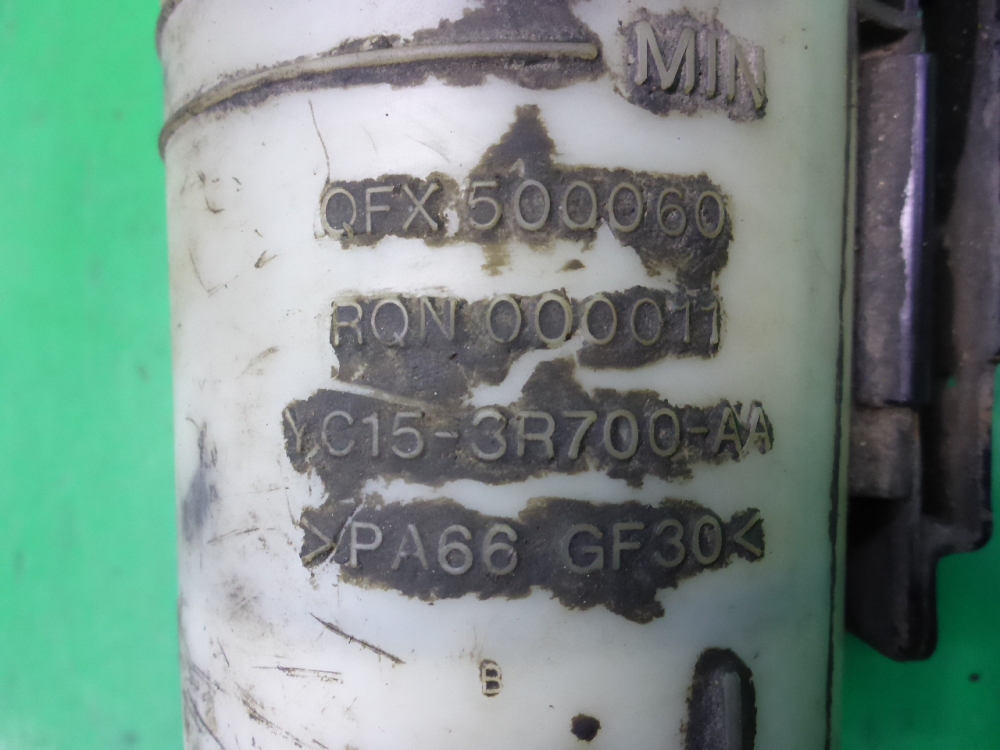 MIN
QFX 500060
RQN 000011
YC15-3R700-AA
>PA66 GF30<
B